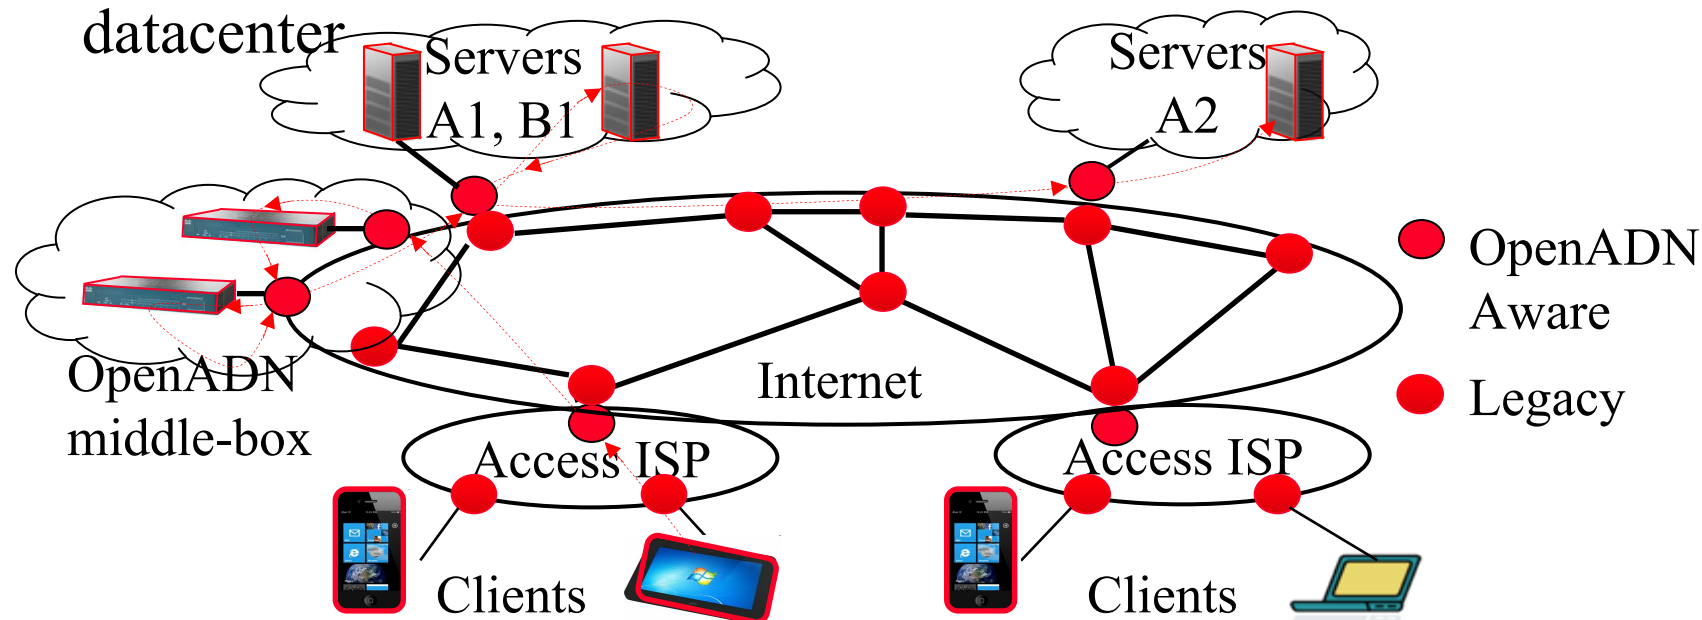 datacenter
Servers
A1, B1
Servers
A2
OpenADN
Aware
Legacy
Internet
OpenADN
middle-box
Access ISP
Access ISP
Clients
Clients